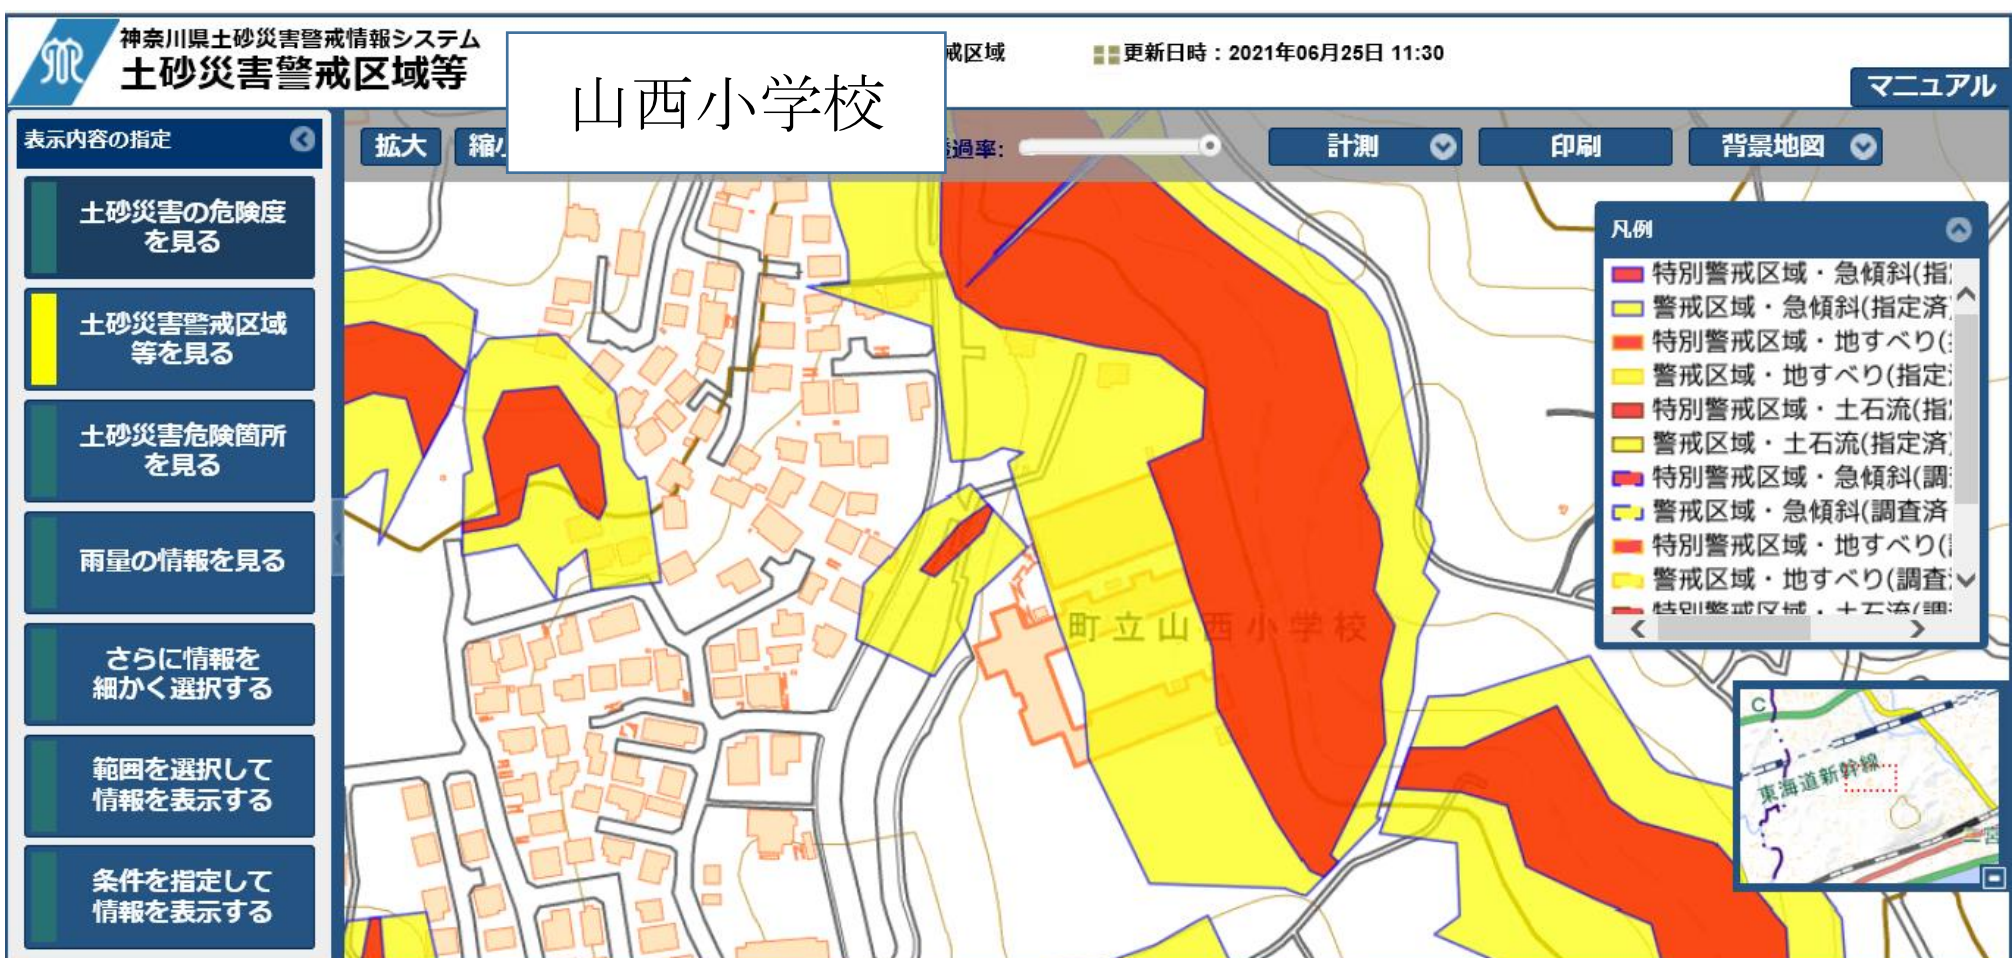 神奈川県土砂災害警戒情報システム
土砂災害警戒区域等
山西小学校
戒区域
更新日時：2021年06月25日 11:30
マニュアル
表示内容の指定
拡大
縮小
過率:
計測
印刷
背景地図
土砂災害の危険度
を見る
土砂災害警戒区域
等を見る
土砂災害危険箇所
を見る
雨量の情報を見る
さらに情報を
細かく選択する
範囲を選択して
情報を表示する
条件を指定して
情報を表示する
凡例
特別警戒区域・急傾斜(指
警戒区域・急傾斜(指定済
特別警戒区域・地すべり(
警戒区域・地すべり(指定
特別警戒区域・土石流(指
警戒区域・土石流(指定済
特別警戒区域・急傾斜(調
警戒区域・急傾斜(調査済
特別警戒区域・地すべり(
警戒区域・地すべり(調査
特別警戒区域・土石流(調
町立山西小学校
C
東海道新幹線
二宮